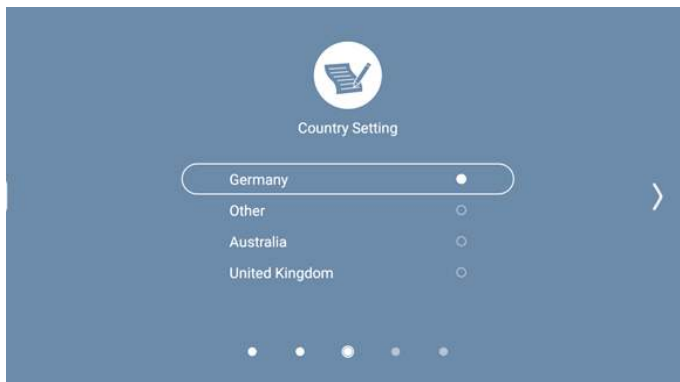 Country Setting
Germany
Other
Australia
United Kingdom